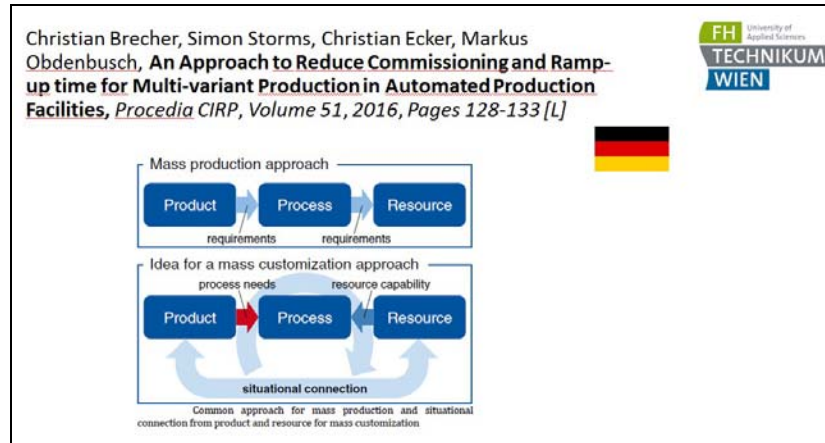 Christian Brecher, Simon Storms, Christian Ecker, Markus
Obdenbusch, An Approach to Reduce Commissioning and Ramp-
up time for Multi-variant Production in Automated Production
Facilities, Procedia CIRP, Volume 51, 2016, Pages 128-133 [L]
FH University of
Applied Sciences
TECHNIKUM
WIEN
Mass production approach
Product Process Resource
requirements requirements
Idea for a mass customization approach
process needs resource capability
Product Process Resource
situational connection
Common approach for mass production and situational
connection from product and resource for mass customization